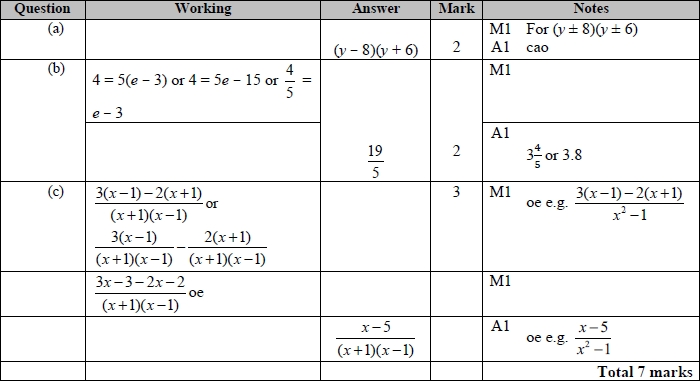 Question Working Answer Mark Notes
(a) M1 For (y ± 8)(y ± 6)
(y – 8)(y + 6) 2 A1 cao
(b) 4 = 5(e – 3) or 4 = 5e – 15 or 4/5 = M1
e – 3
19/5 2 A1 3 4/5 or 3.8
(c) (3(x – 1) – 2(x + 1))/((x + 1)(x – 1)) or 3 M1 oe e.g. (3(x – 1) – 2(x + 1))/(x² – 1)
(3(x – 1))/((x + 1)(x – 1)) – (2(x + 1))/((x + 1)(x – 1))
(3x – 3 – 2x – 2)/((x + 1)(x – 1)) oe M1
(x – 5)/((x + 1)(x – 1)) A1 oe e.g. (x – 5)/(x² – 1)
Total 7 marks